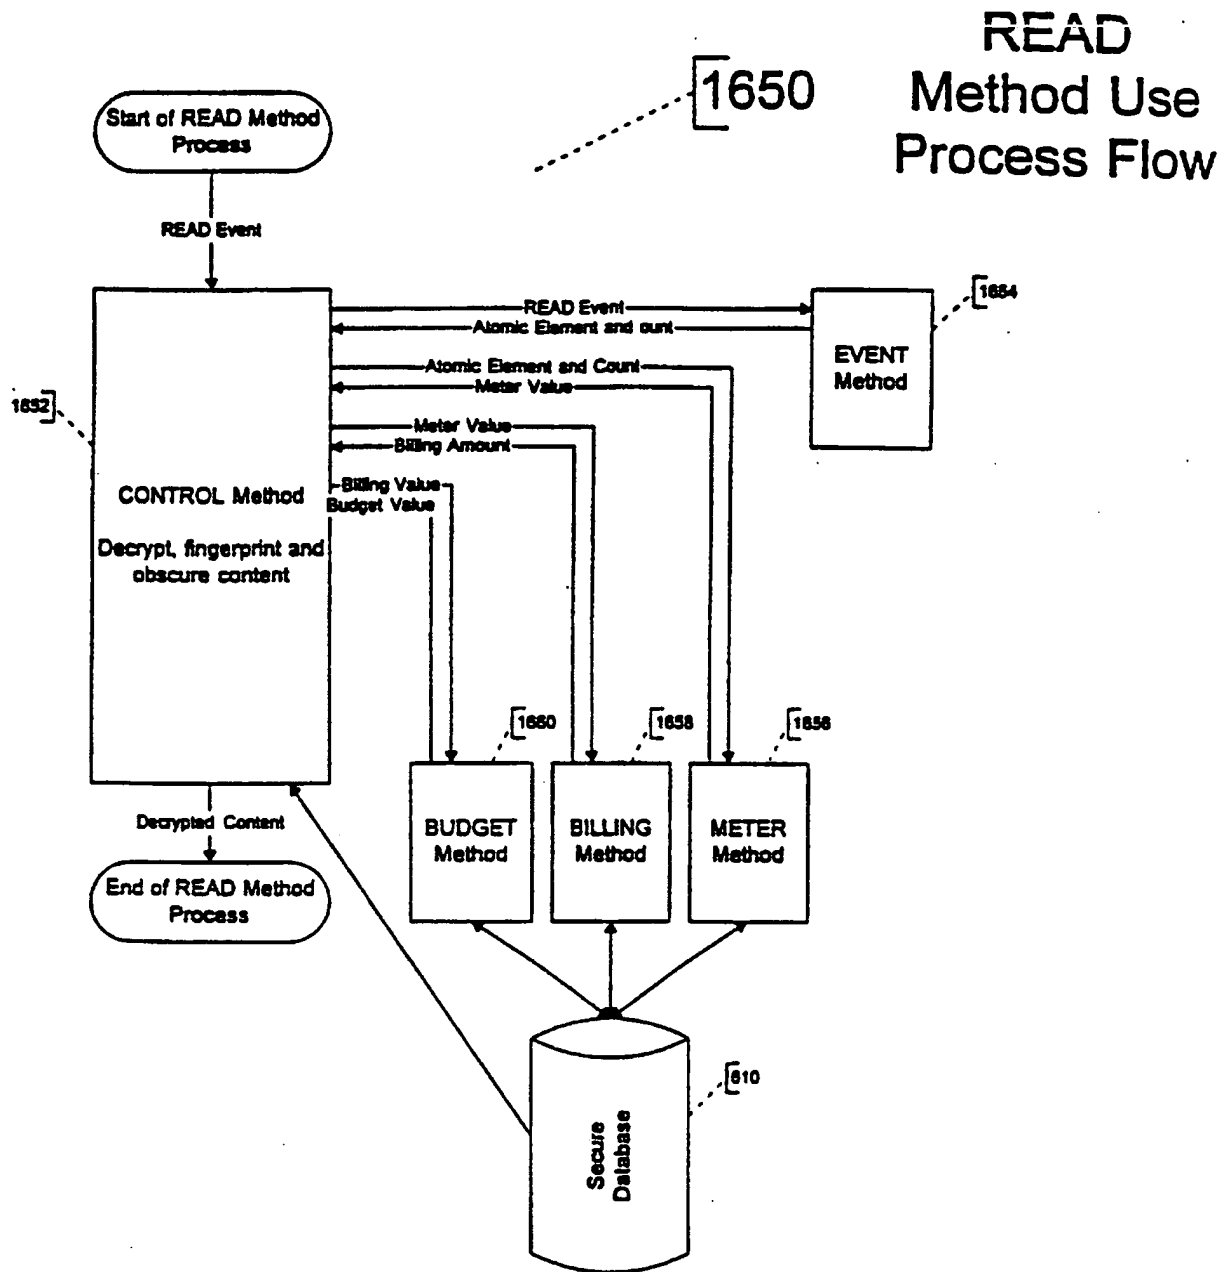 READ
Method Use
Process Flow
1650
Start of READ Method
Process
READ Event
READ Event
Atomic Element and ount
1654
EVENT
Method
Atomic Element and Count
Meter Value
1652
Meter Value
Billing Amount
CONTROL Method
Decrypt, fingerprint and
obscure content
Billing Value
Budget Value
1660
1658
1656
BUDGET
Method
BILLING
Method
METER
Method
Decrypted Content
End of READ Method
Process
610
Secure
Database